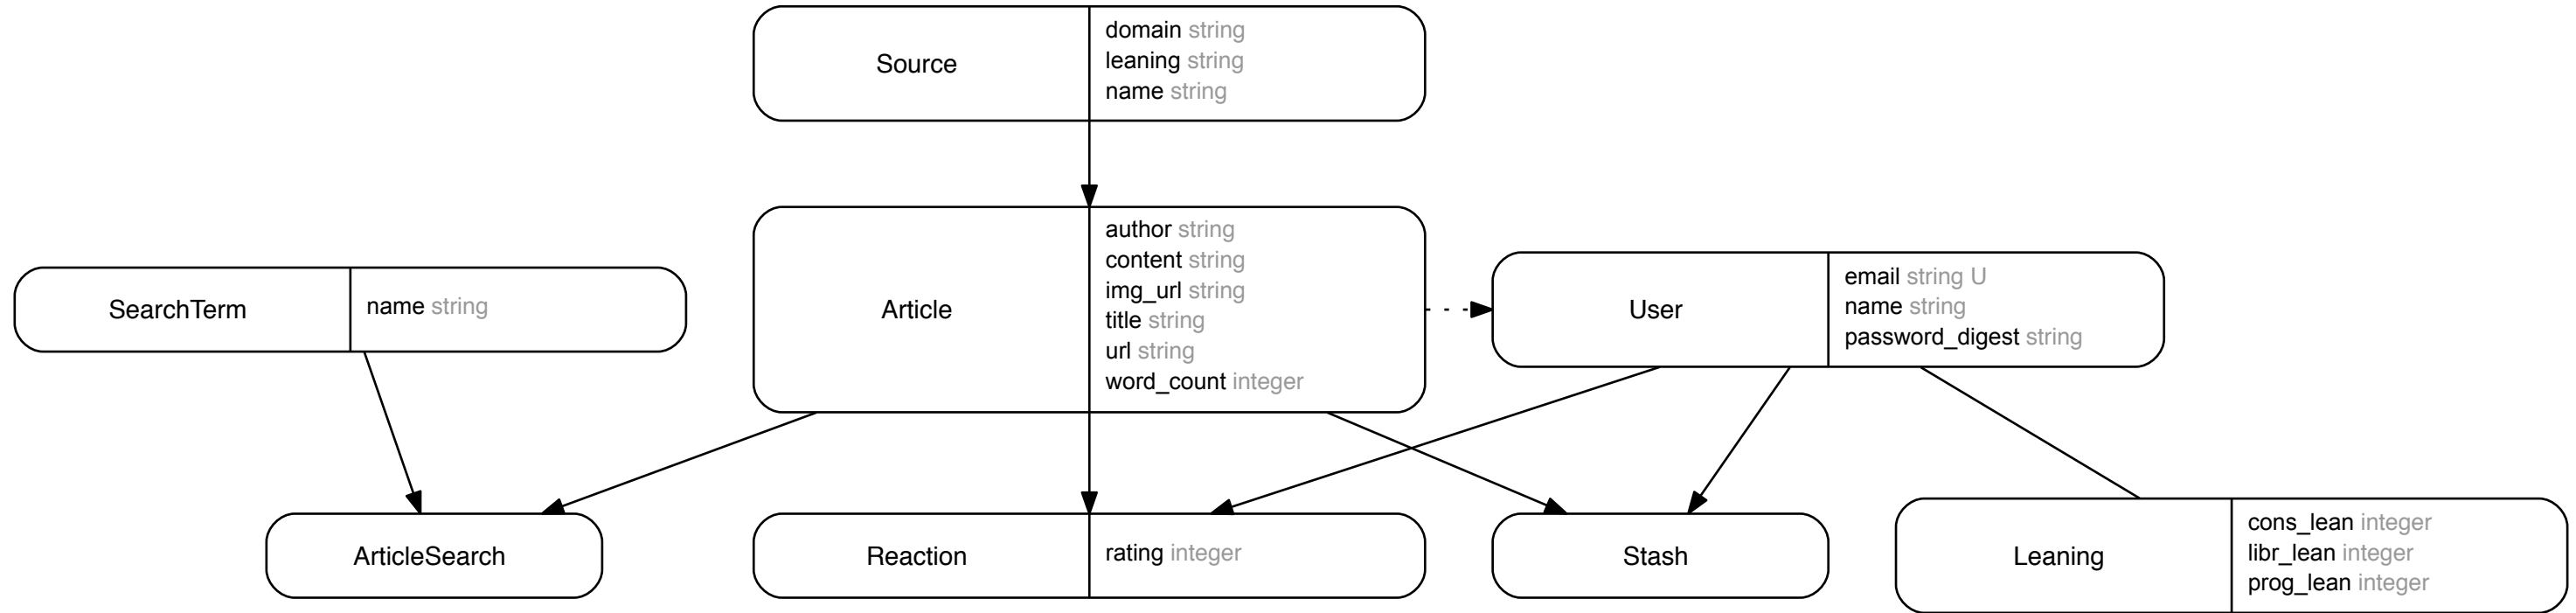 Source
domain string
leaning string
name string
Article
author string
content string
img_url string
title string
url string
word_count integer
SearchTerm
name string
User
email string U
name string
password_digest string
ArticleSearch
Reaction
rating integer
Stash
Leaning
cons_lean integer
libr_lean integer
prog_lean integer